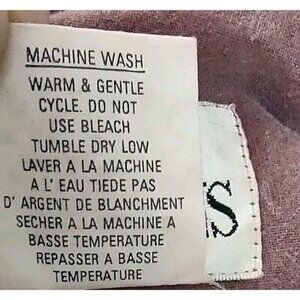 MACHINE WASH
WARM & GENTLE
CYCLE. DO NOT
USE BLEACH
TUMBLE DRY LOW
LAVER A LA MACHINE
A L' EAU TIEDE PAS
D' ARGENT DE BLANCHMENT
SECHER A LA MACHINE A
BASSE TEMPERATURE
REPASSER A BASSE
TEMPERATURE
S